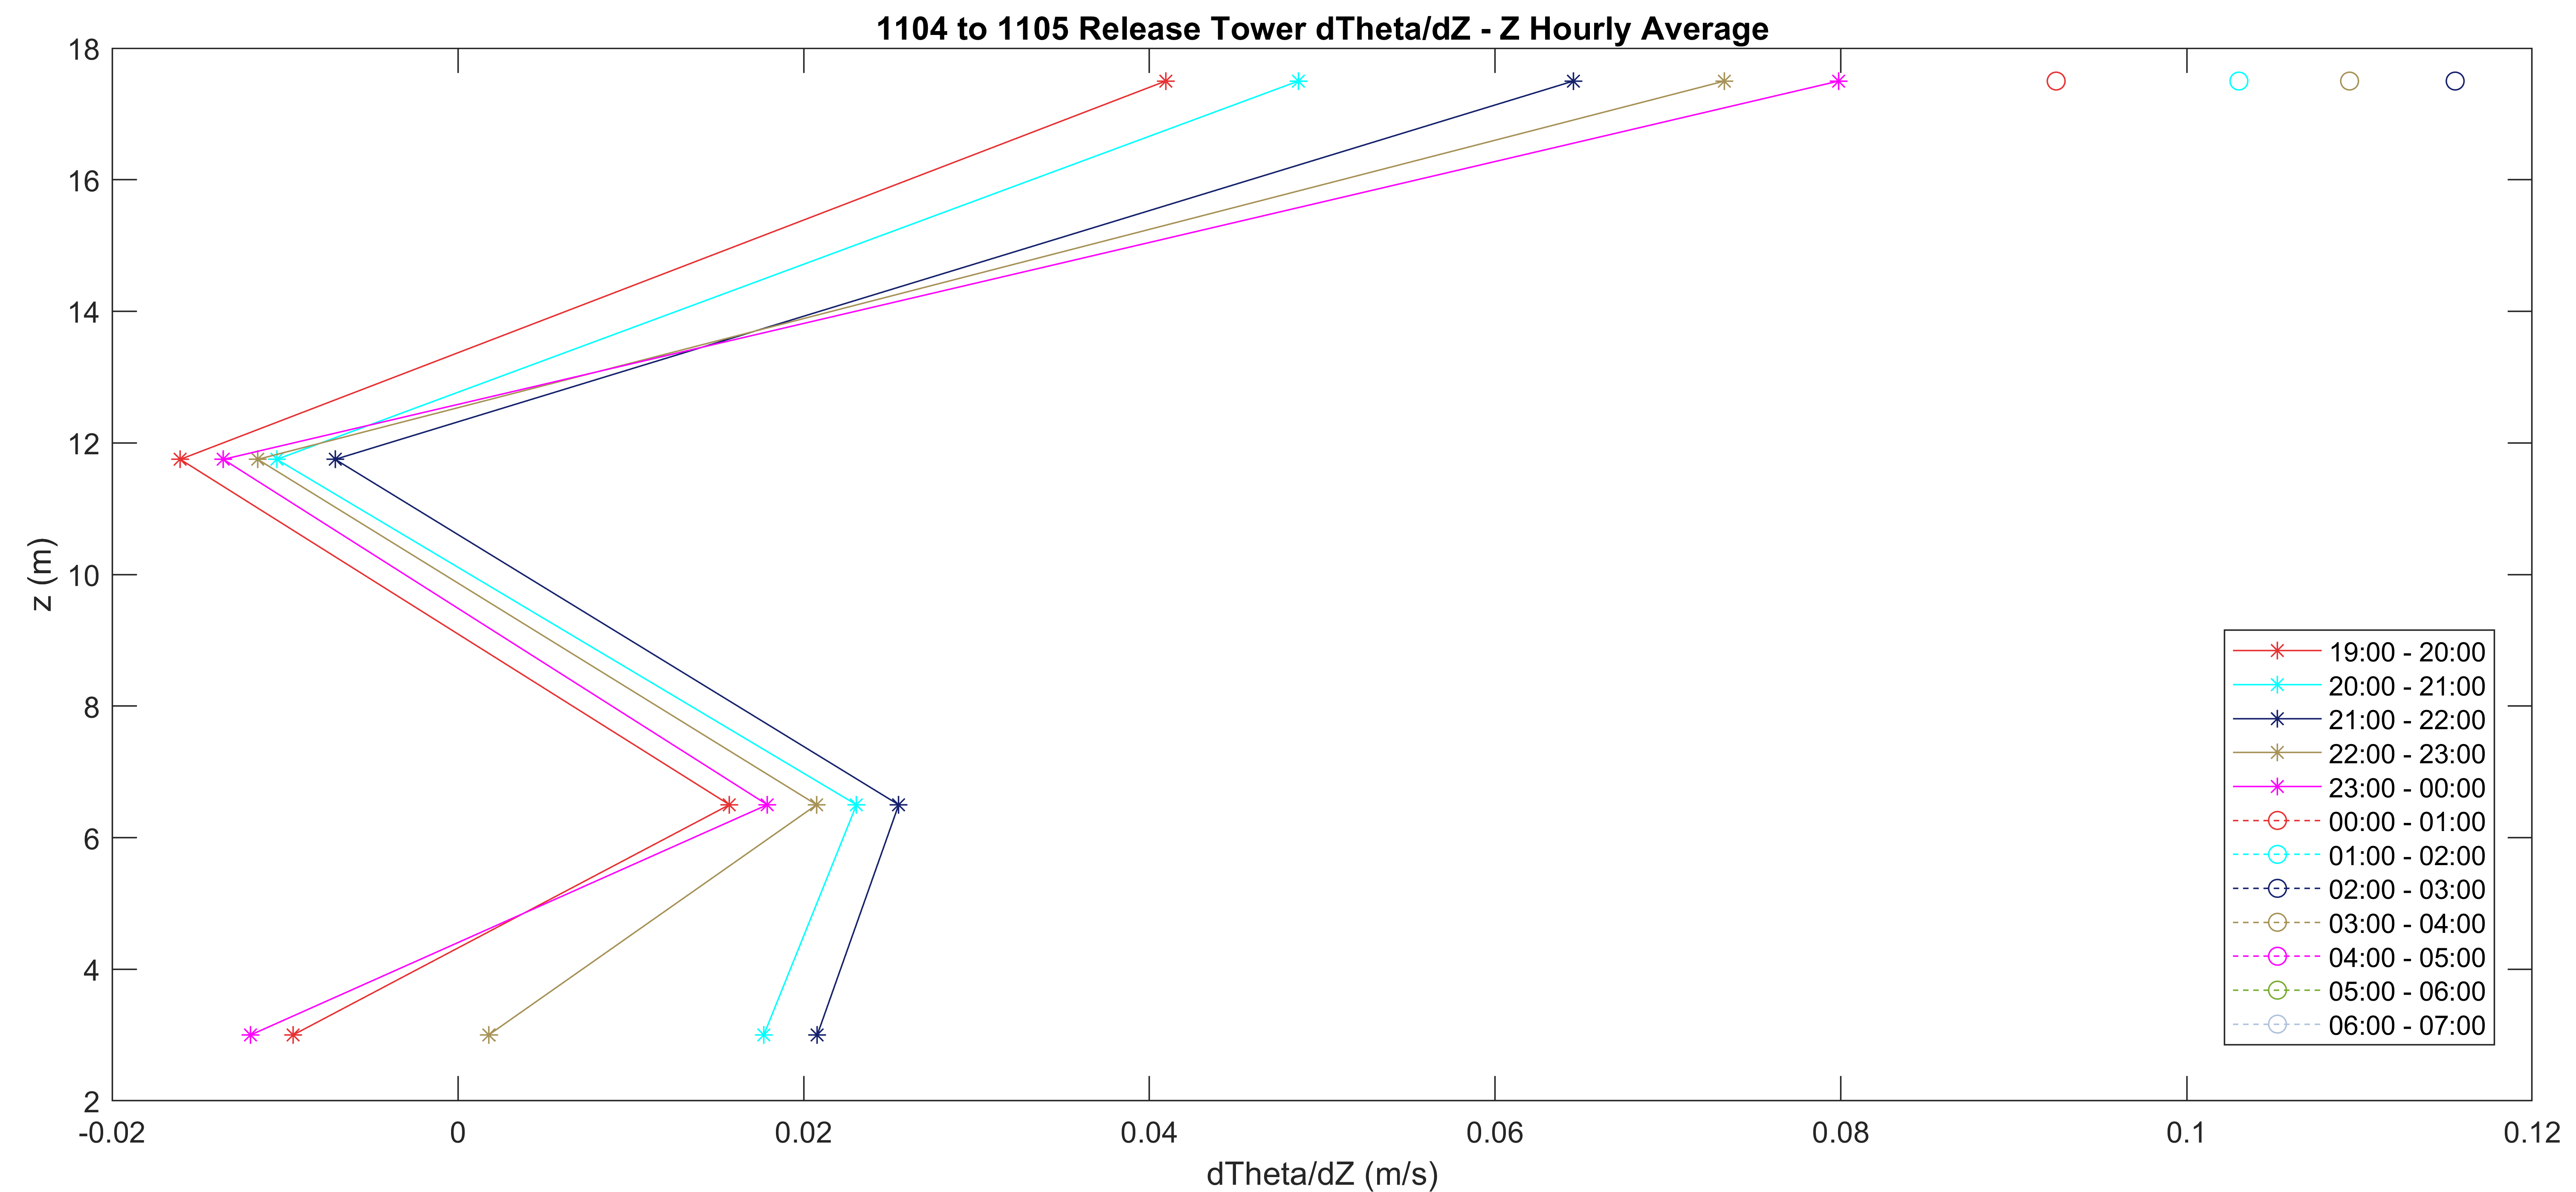 1104 to 1105 Release Tower dTheta/dZ - Z Hourly Average
18
16
14
12
10
8
6
4
2
z (m)
-0.02 0 0.02 0.04 0.06 0.08 0.1 0.12
dTheta/dZ (m/s)
19:00 - 20:00
20:00 - 21:00
21:00 - 22:00
22:00 - 23:00
23:00 - 00:00
00:00 - 01:00
01:00 - 02:00
02:00 - 03:00
03:00 - 04:00
04:00 - 05:00
05:00 - 06:00
06:00 - 07:00